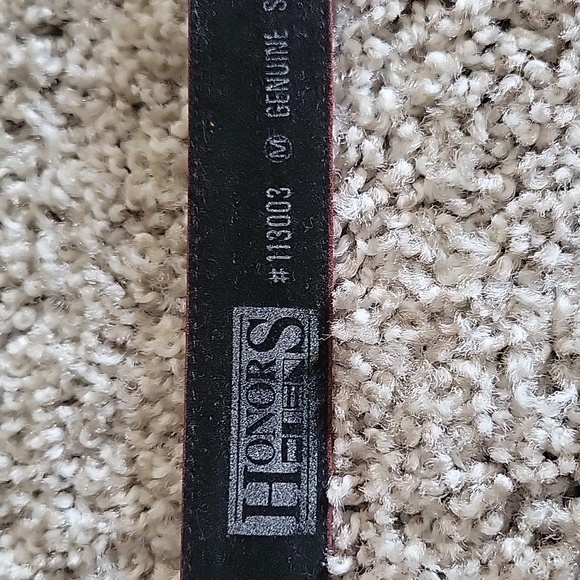 HONORS
# 113003 Ⓜ GENUINE S